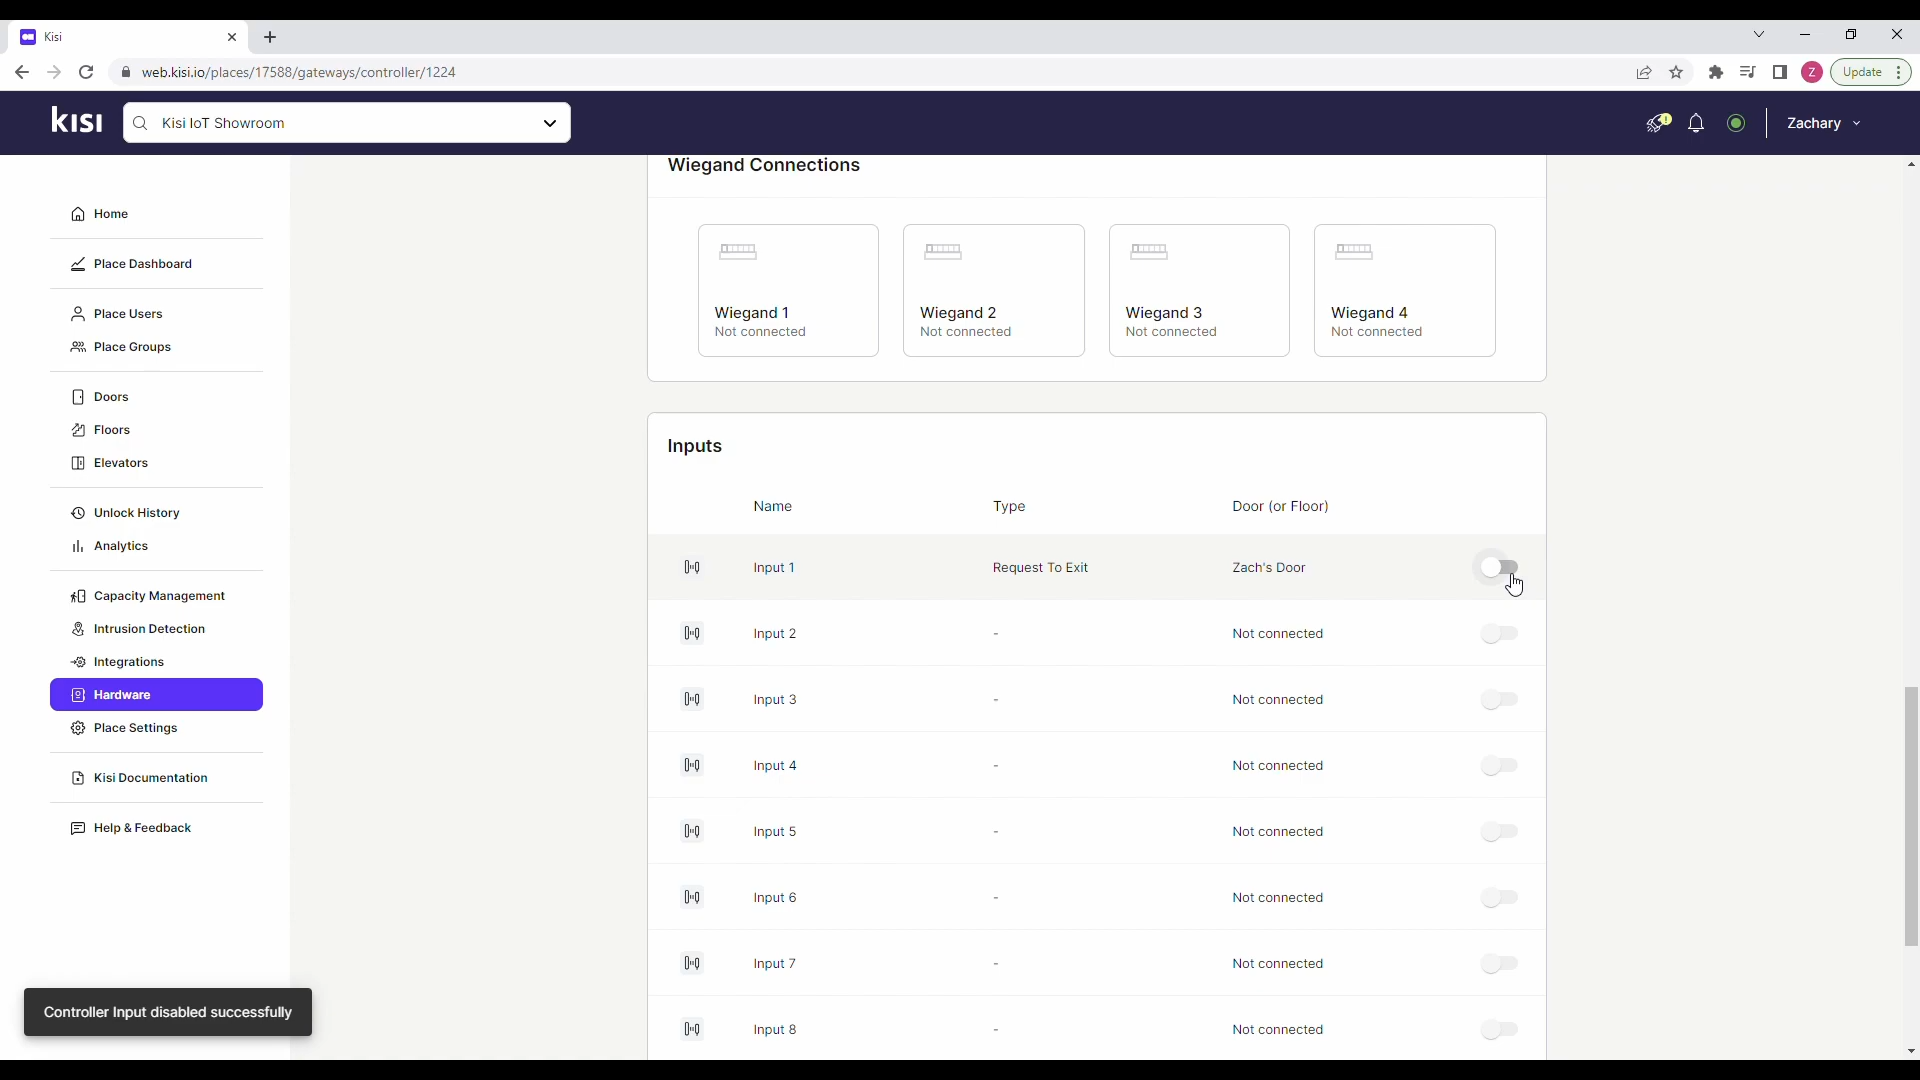 Kisi
web.kisi.io/places/17588/gateways/controller/1224
Z
Update
kısı
Kisi IoT Showroom
Zachary
Home
Place Dashboard
Place Users
Place Groups
Doors
Floors
Elevators
Unlock History
Analytics
Capacity Management
Intrusion Detection
Integrations
Hardware
Place Settings
Kisi Documentation
Help & Feedback
Controller Input disabled successfully
Wiegand Connections
Wiegand 1
Not connected
Wiegand 2
Not connected
Wiegand 3
Not connected
Wiegand 4
Not connected
Inputs
Name Type Door (or Floor)
Input 1 Request To Exit Zach's Door
Input 2 - Not connected
Input 3 - Not connected
Input 4 - Not connected
Input 5 - Not connected
Input 6 - Not connected
Input 7 - Not connected
Input 8 - Not connected